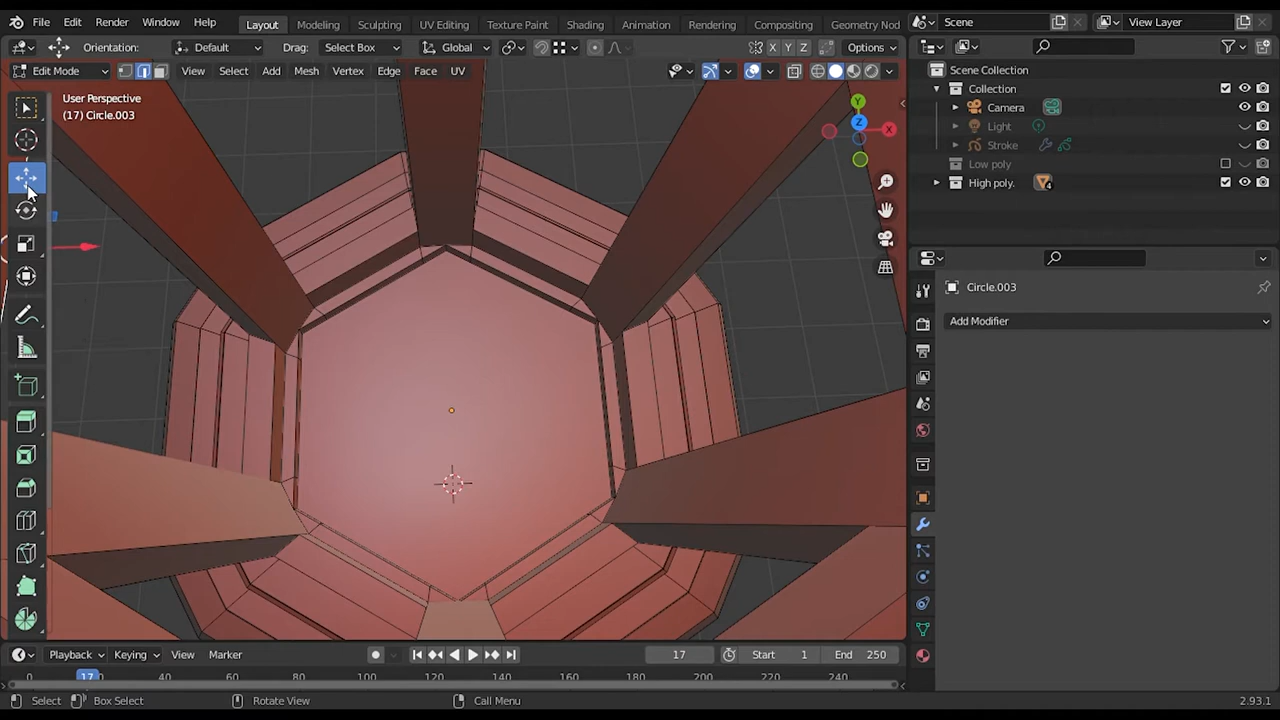 File Edit Render Window Help Layout Modeling Sculpting UV Editing Texture Paint Shading Animation Rendering Compositing Geometry Nod Scene View Layer
Orientation: Default Drag: Select Box Global X Y Z Options
Edit Mode View Select Add Mesh Vertex Edge Face UV
Scene Collection
Collection
Camera
Light
Stroke
Low poly
High poly. 4
User Perspective
(17) Circle.003
Y
Z
X
Circle.003
Add Modifier
Playback Keying View Marker 17 Start 1 End 250
0 17 40 60 80 100 120 140 160 180 200 220 240
Select Box Select Rotate View Call Menu 2.93.1